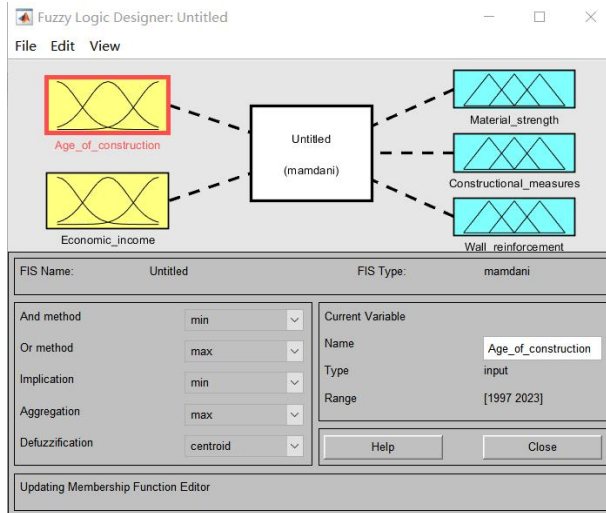 Fuzzy Logic Designer: Untitled
File Edit View
Age_of_construction
Economic_income
Untitled
(mamdani)
Material_strength
Constructional_measures
Wall_reinforcement
FIS Name: Untitled FIS Type: mamdani
And method min
Or method max
Implication min
Aggregation max
Defuzzification centroid
Current Variable
Name Age_of_construction
Type input
Range [1997 2023]
Help Close
Updating Membership Function Editor